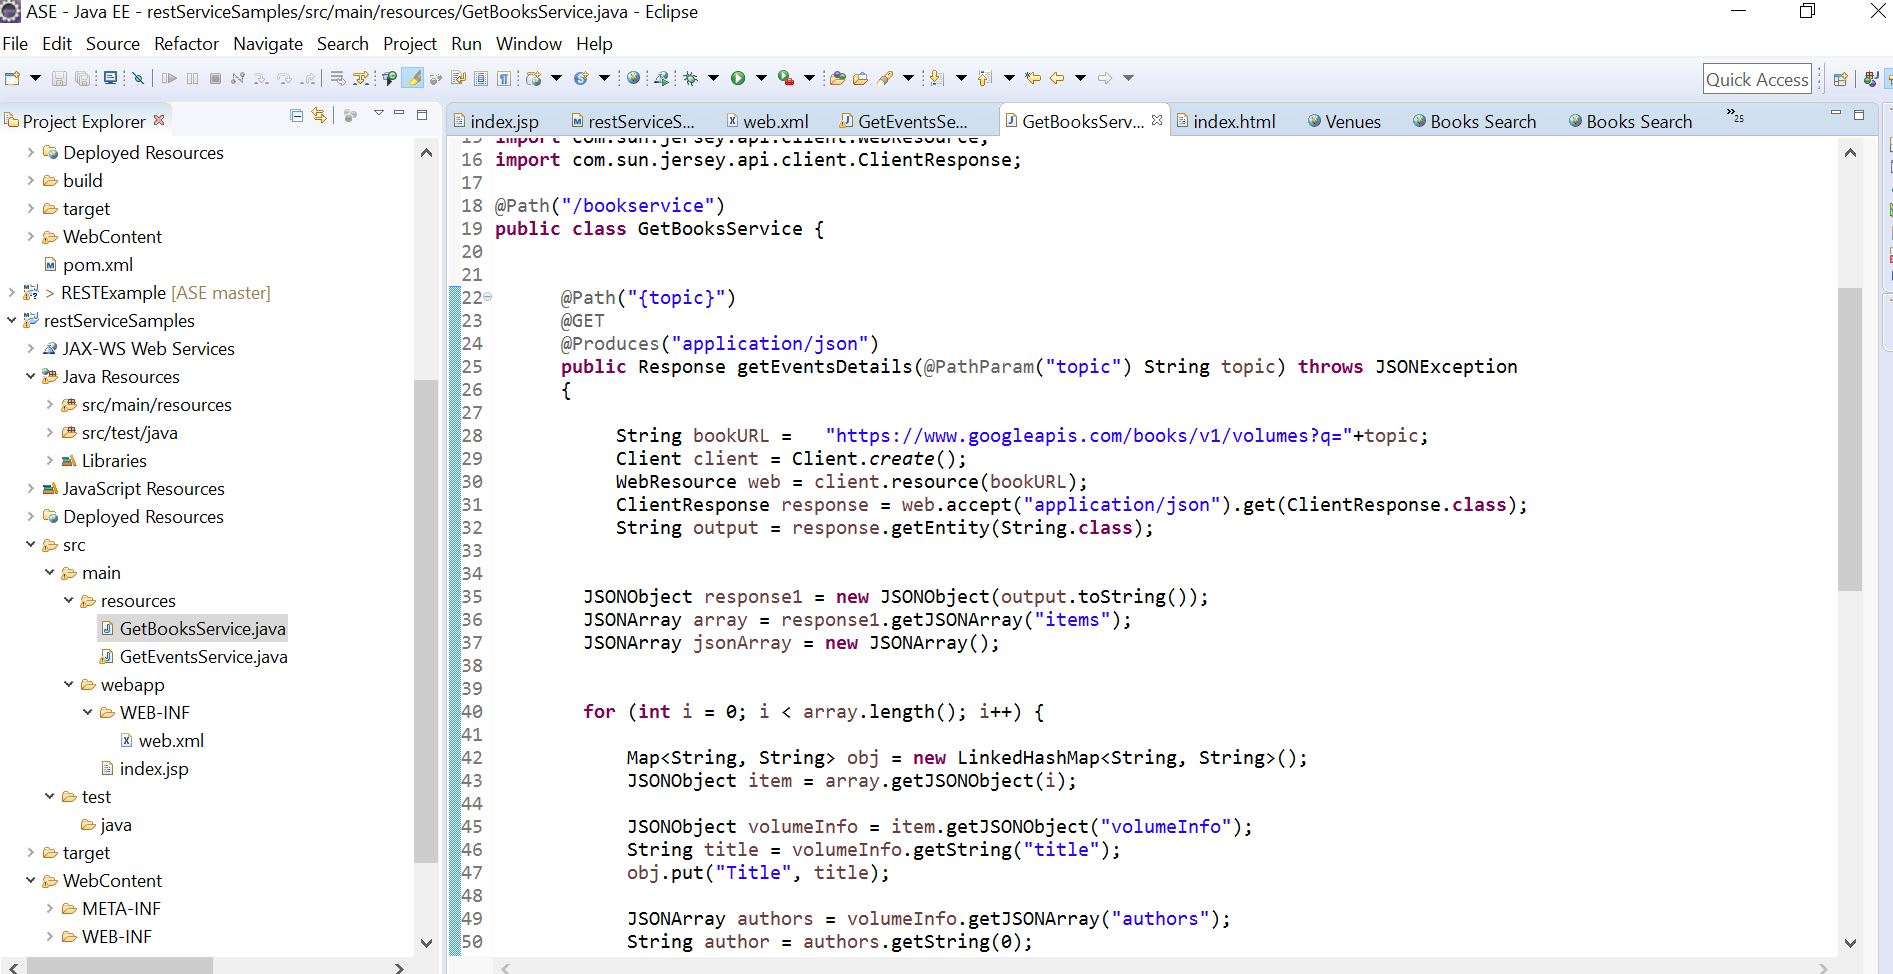 ASE - Java EE - restServiceSamples/src/main/resources/GetBooksService.java - Eclipse
File Edit Source Refactor Navigate Search Project Run Window Help
Quick Access
Project Explorer
Deployed Resources
build
target
WebContent
pom.xml
> RESTExample [ASE master]
restServiceSamples
JAX-WS Web Services
Java Resources
src/main/resources
src/test/java
Libraries
JavaScript Resources
Deployed Resources
src
main
resources
GetBooksService.java
GetEventsService.java
webapp
WEB-INF
web.xml
index.jsp
test
java
target
WebContent
META-INF
WEB-INF
index.jsp restServiceS... web.xml GetEventsSe... GetBooksServ... index.html Venues Books Search Books Search »25
15 import com.sun.jersey.api.client.WebResource;
16 import com.sun.jersey.api.client.ClientResponse;
17
18 @Path("/bookservice")
19 public class GetBooksService {
20
21
22 @Path("{topic}")
23 @GET
24 @Produces("application/json")
25 public Response getEventsDetails(@PathParam("topic") String topic) throws JSONException
26 {
27
28 String bookURL = "https://www.googleapis.com/books/v1/volumes?q="+topic;
29 Client client = Client.create();
30 WebResource web = client.resource(bookURL);
31 ClientResponse response = web.accept("application/json").get(ClientResponse.class);
32 String output = response.getEntity(String.class);
33
34
35 JSONObject response1 = new JSONObject(output.toString());
36 JSONArray array = response1.getJSONArray("items");
37 JSONArray jsonArray = new JSONArray();
38
39
40 for (int i = 0; i < array.length(); i++) {
41
42 Map<String, String> obj = new LinkedHashMap<String, String>();
43 JSONObject item = array.getJSONObject(i);
44
45 JSONObject volumeInfo = item.getJSONObject("volumeInfo");
46 String title = volumeInfo.getString("title");
47 obj.put("Title", title);
48
49 JSONArray authors = volumeInfo.getJSONArray("authors");
50 String author = authors.getString(0);